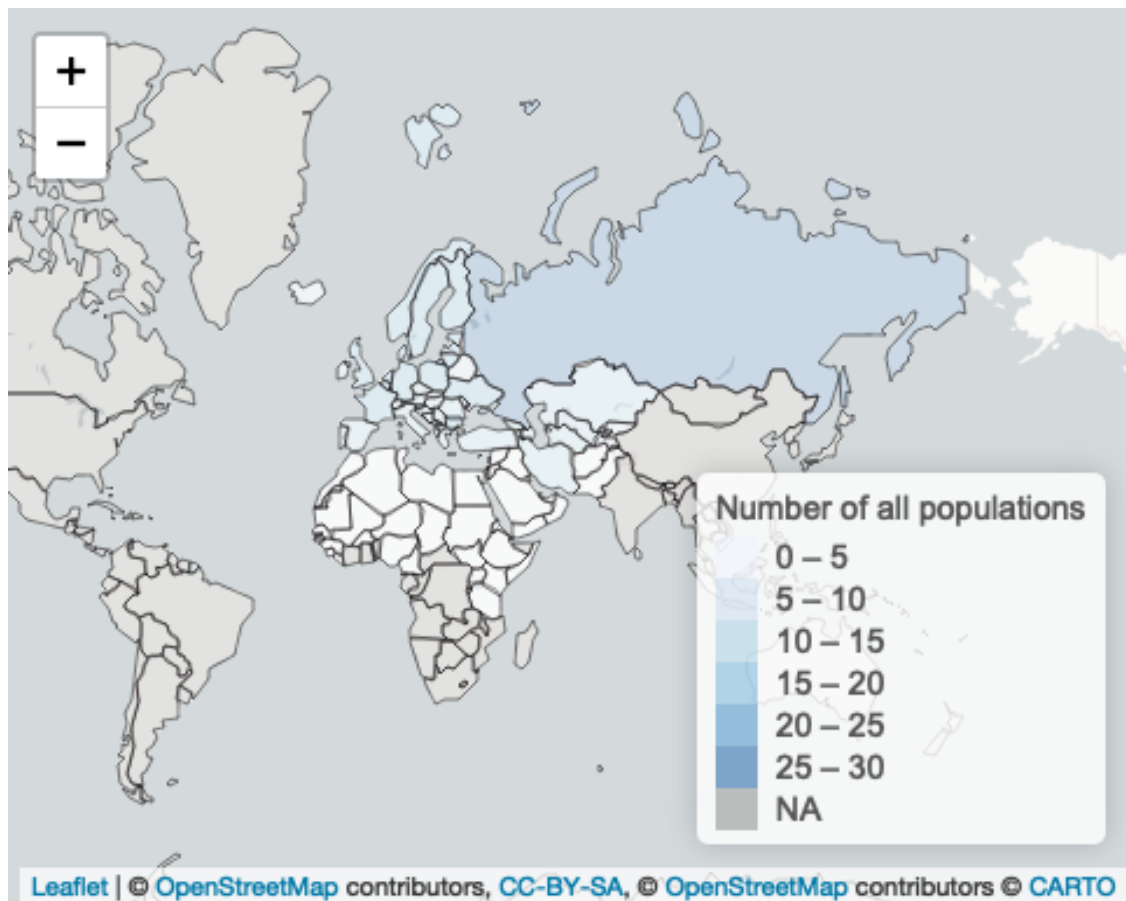 +
−
Number of all populations
0 – 5
5 – 10
10 – 15
15 – 20
20 – 25
25 – 30
NA
Leaflet | © OpenStreetMap contributors, CC-BY-SA, © OpenStreetMap contributors © CARTO